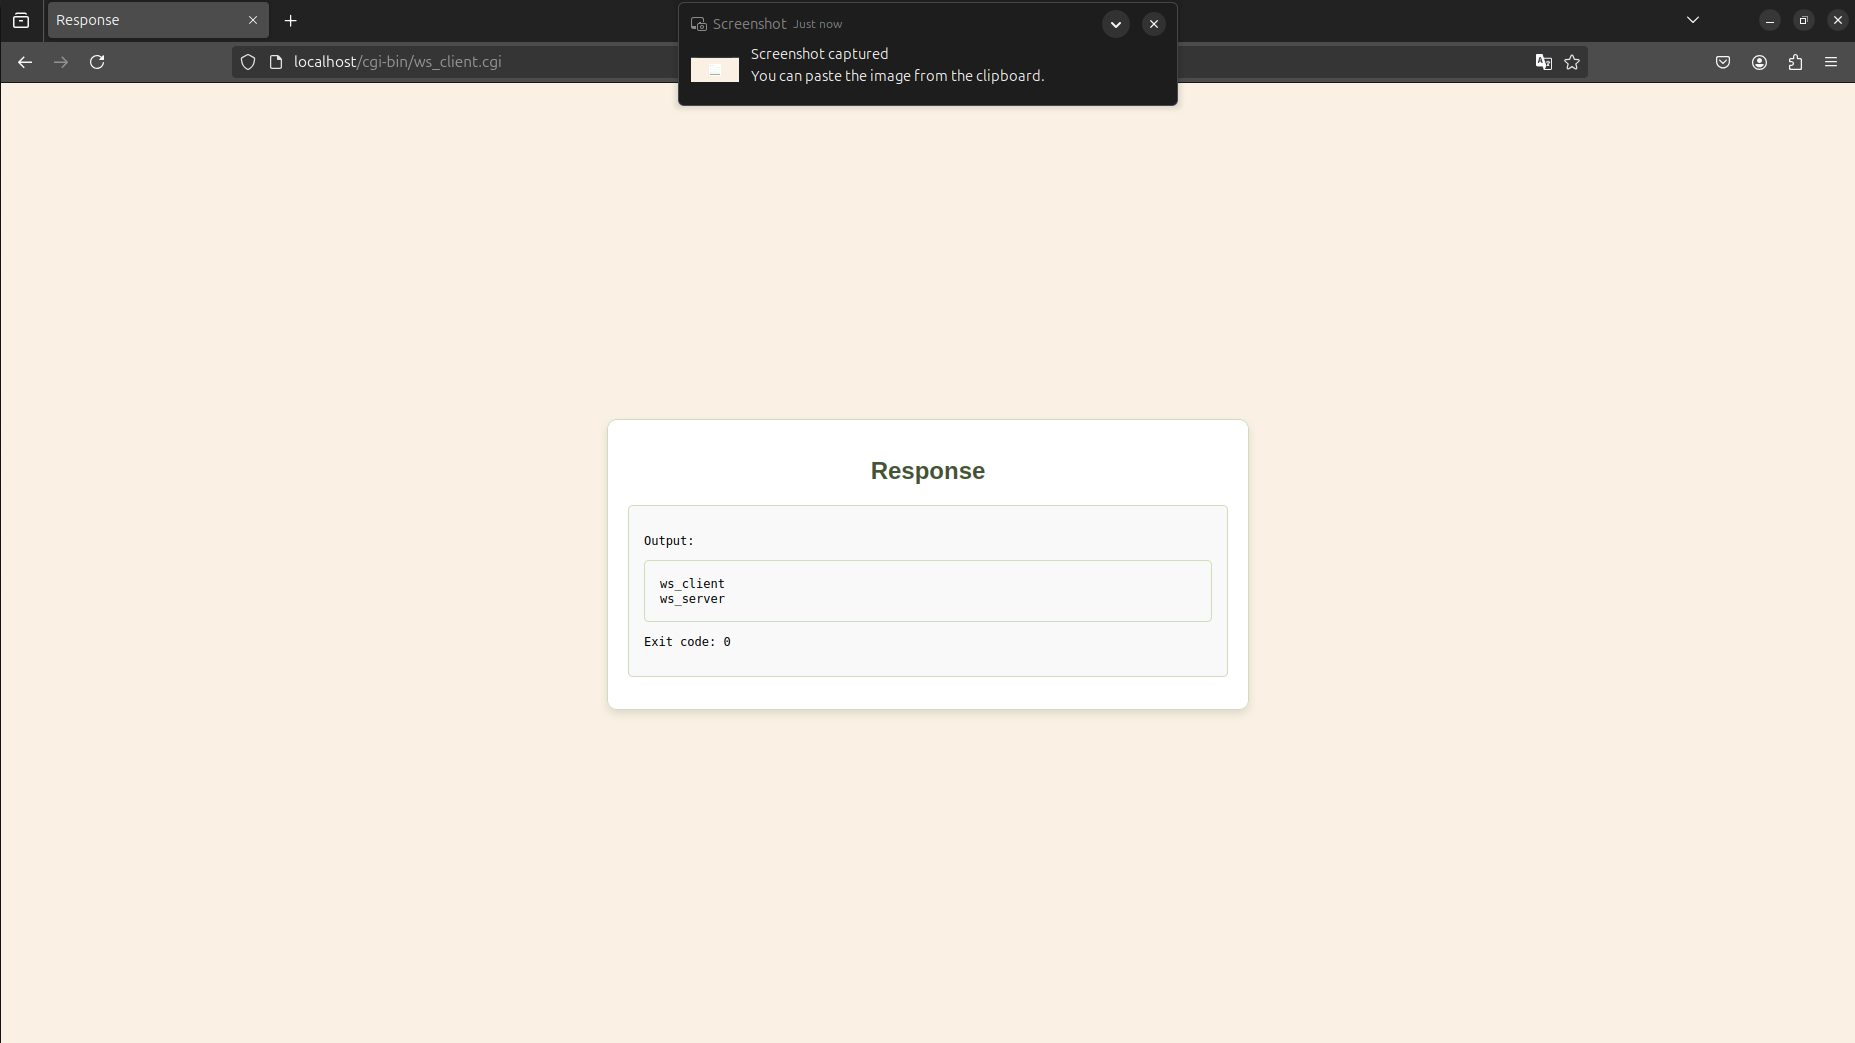 Response
Screenshot Just now
Screenshot captured
You can paste the image from the clipboard.
localhost/cgi-bin/ws_client.cgi
Response
Output:
ws_client
ws_server
Exit code: 0